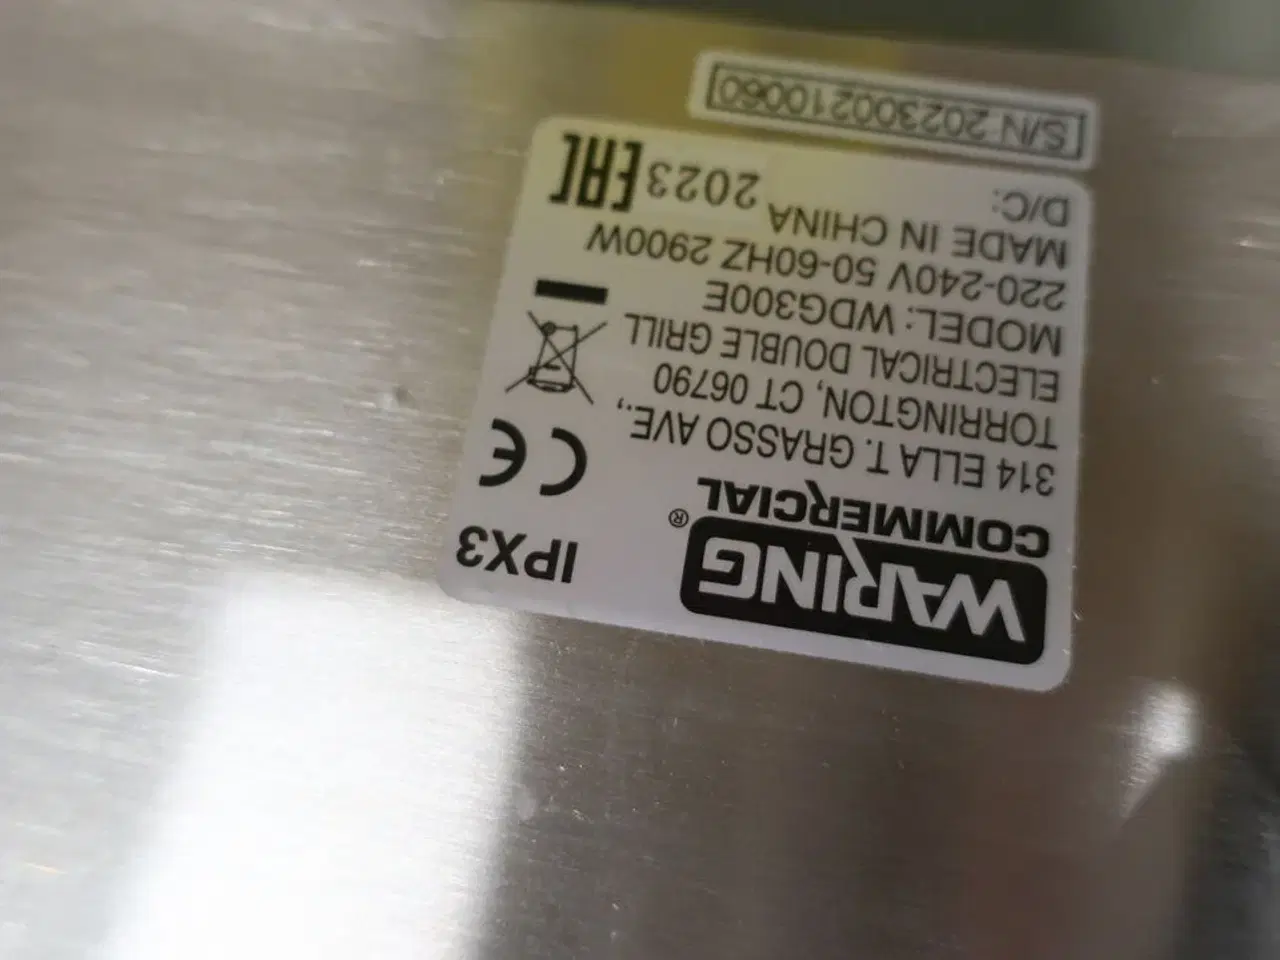 WARING
COMMERCIAL®
IPX3
314 ELLA T. GRASSO AVE.,
TORRINGTON, CT 06790
ELECTRICAL DOUBLE GRILL
MODEL: WDG300E
220-240V 50-60HZ 2900W
MADE IN CHINA
D/C: 2023
CE
EAC
S/N 202300210060